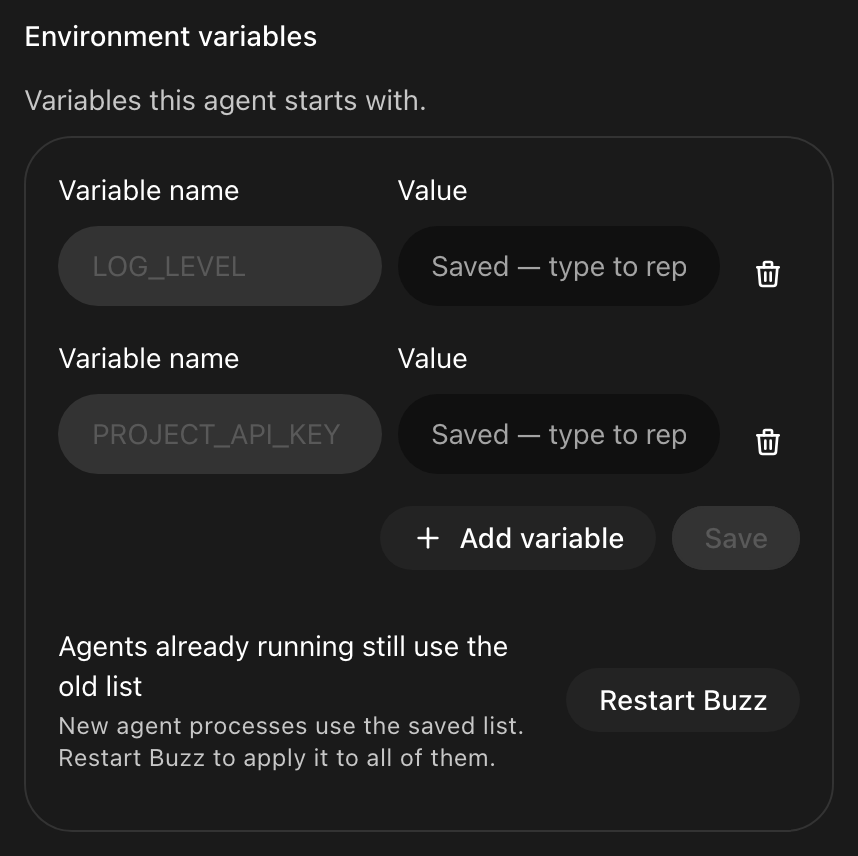 Environment variables
Variables this agent starts with.
Variable name
Value
LOG_LEVEL
Saved — type to rep
Variable name
Value
PROJECT_API_KEY
Saved — type to rep
+ Add variable
Save
Agents already running still use the
old list
New agent processes use the saved list.
Restart Buzz to apply it to all of them.
Restart Buzz